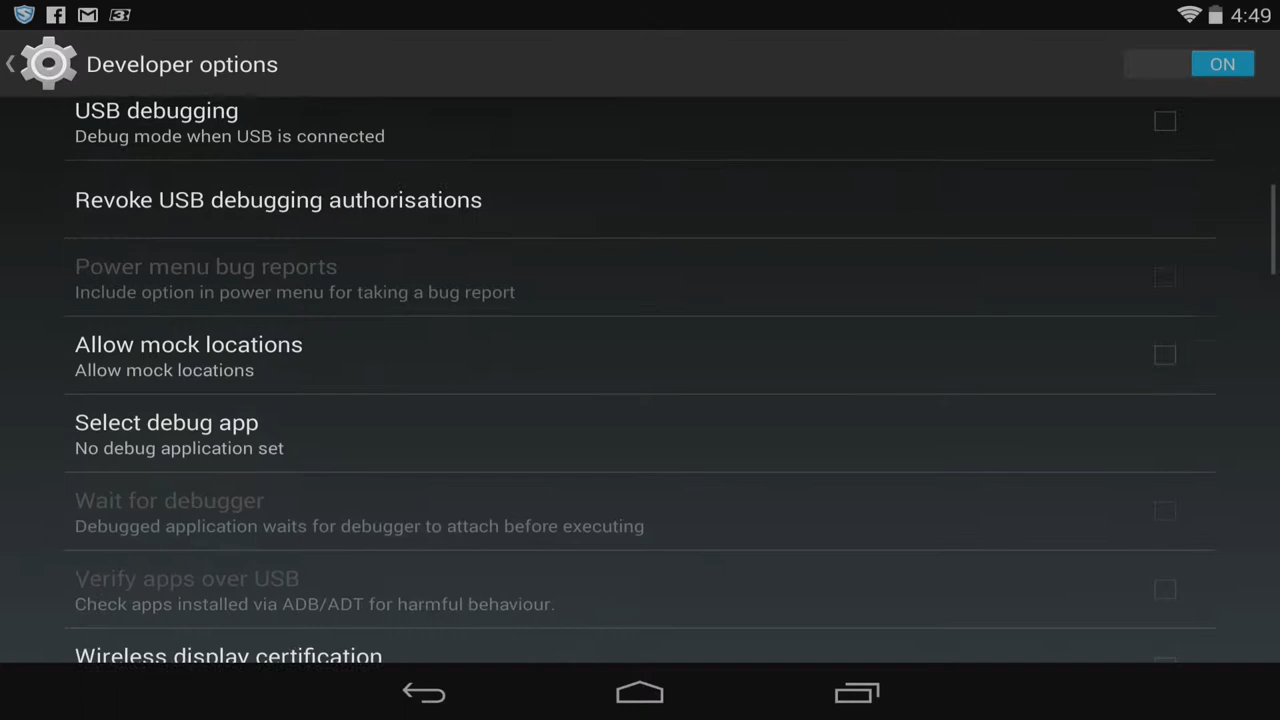 4:49
Developer options
ON
USB debugging
Debug mode when USB is connected
Revoke USB debugging authorisations
Power menu bug reports
Include option in power menu for taking a bug report
Allow mock locations
Allow mock locations
Select debug app
No debug application set
Wait for debugger
Debugged application waits for debugger to attach before executing
Verify apps over USB
Check apps installed via ADB/ADT for harmful behaviour.
Wireless display certification